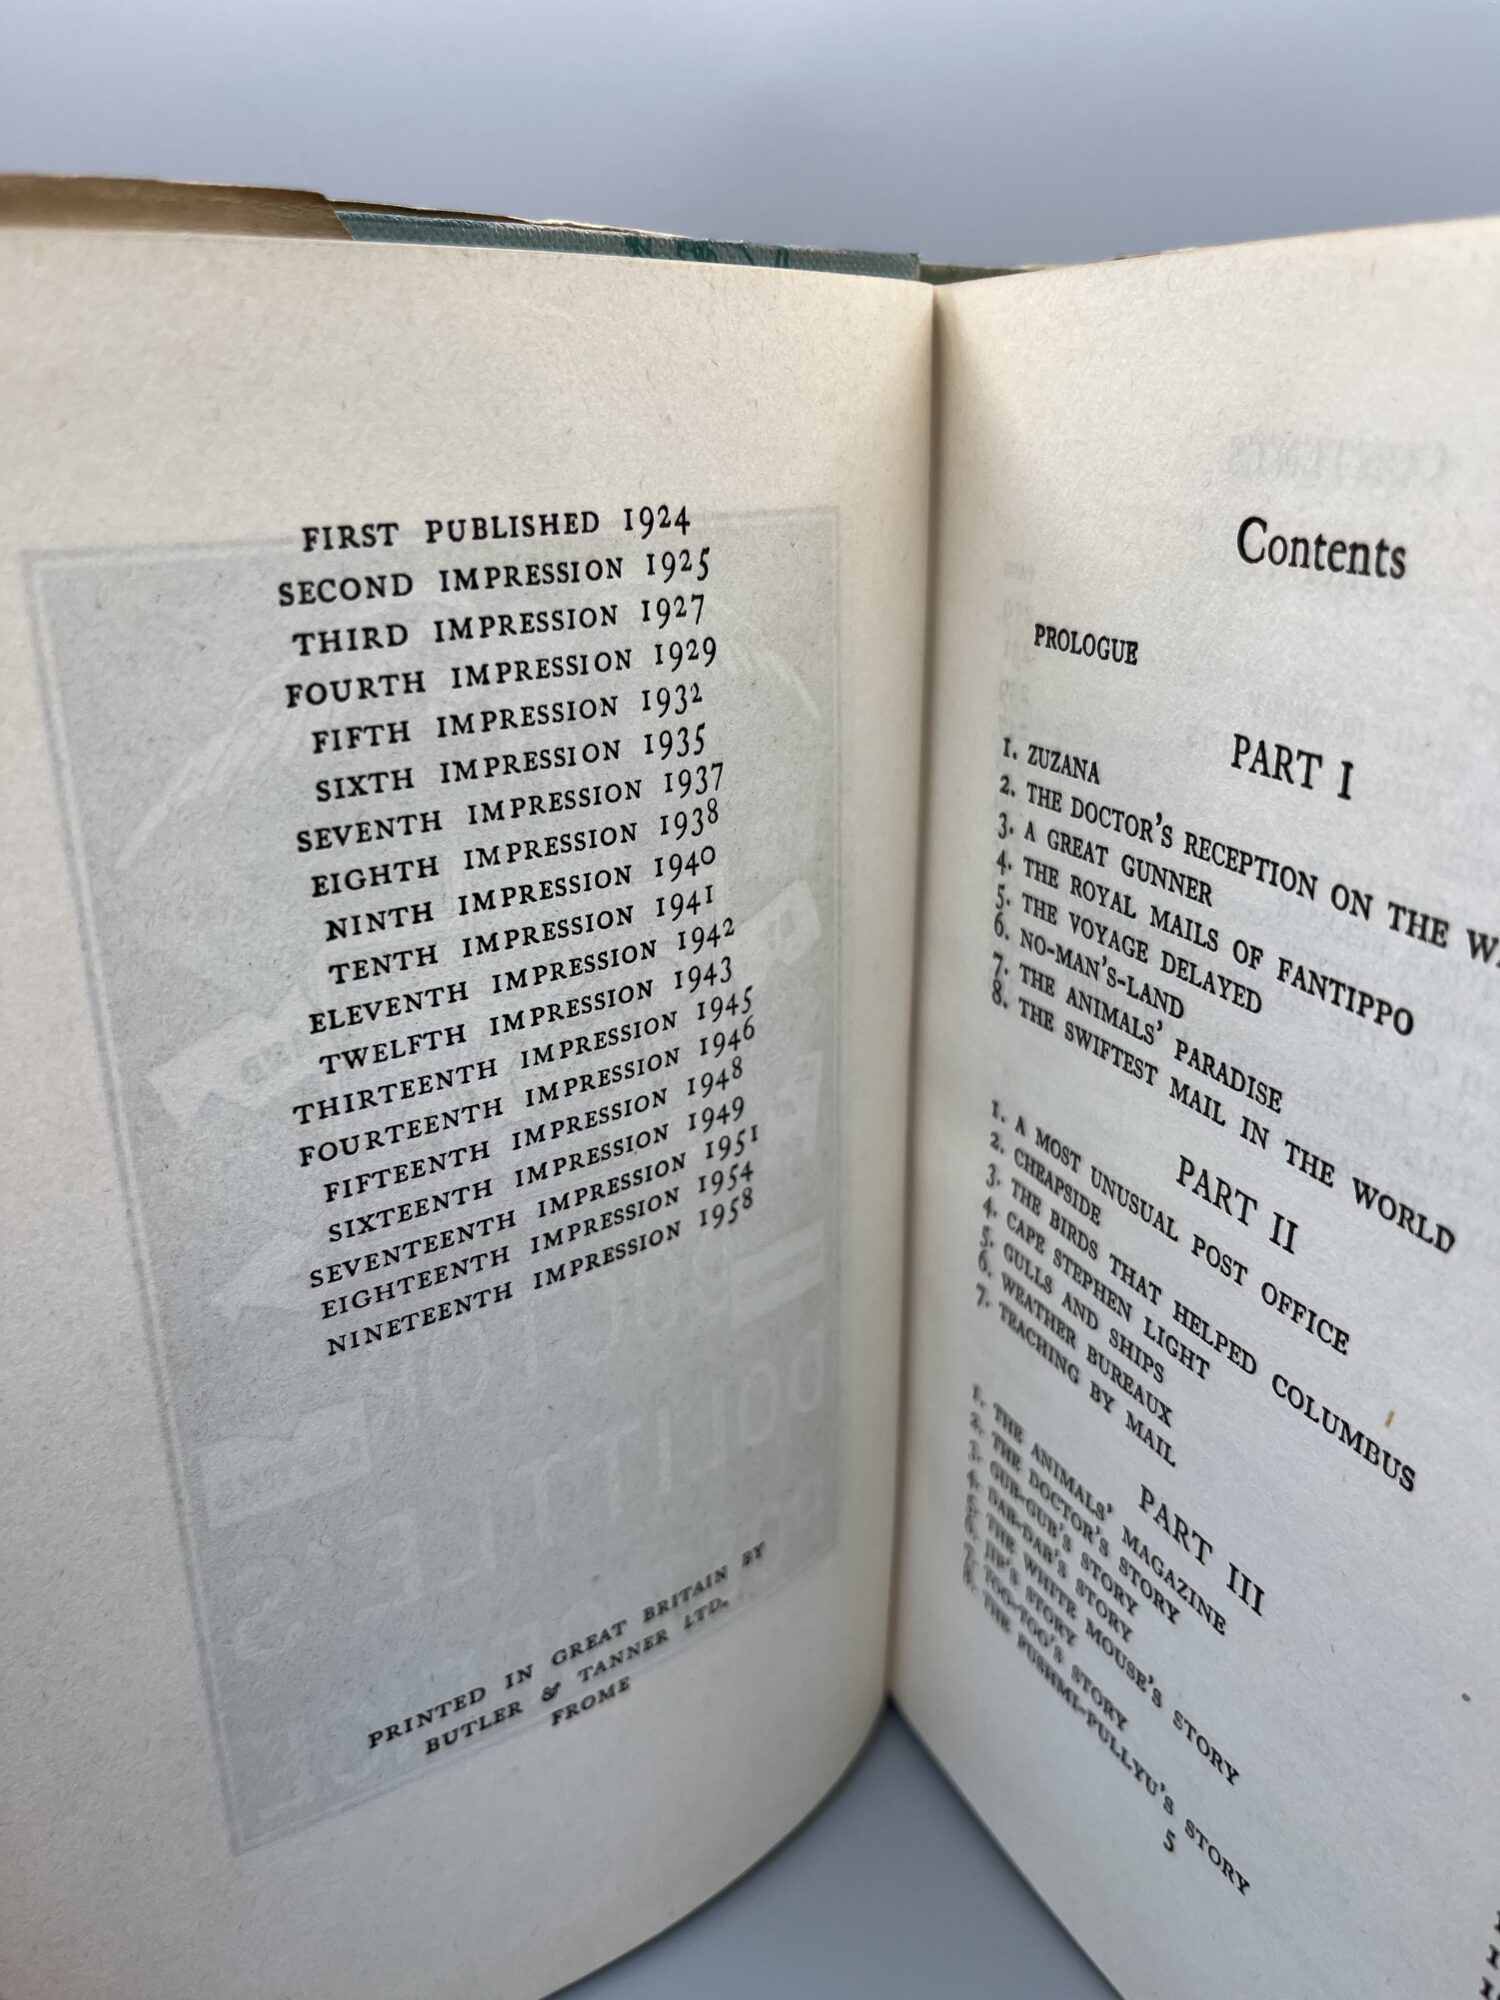 FIRST PUBLISHED 1924
SECOND IMPRESSION 1925
THIRD IMPRESSION 1927
FOURTH IMPRESSION 1929
FIFTH IMPRESSION 1932
SIXTH IMPRESSION 1935
SEVENTH IMPRESSION 1937
EIGHTH IMPRESSION 1938
NINTH IMPRESSION 1940
TENTH IMPRESSION 1941
ELEVENTH IMPRESSION 1942
TWELFTH IMPRESSION 1943
THIRTEENTH IMPRESSION 1945
FOURTEENTH IMPRESSION 1946
FIFTEENTH IMPRESSION 1948
SIXTEENTH IMPRESSION 1949
SEVENTEENTH IMPRESSION 1951
EIGHTEENTH IMPRESSION 1954
NINETEENTH IMPRESSION 1958
PRINTED IN GREAT BRITAIN BY
BUTLER & TANNER LTD.
FROME
Contents
PROLOGUE
PART I
1. ZUZANA
2. THE DOCTOR'S RECEPTION ON THE
3. A GREAT GUNNER
4. THE ROYAL MAILS OF FANTIPPO
5. THE VOYAGE DELAYED
6. NO-MAN'S-LAND
7. THE ANIMALS' PARADISE
8. THE SWIFTEST MAIL IN THE WORLD
PART II
1. A MOST UNUSUAL POST OFFICE
2. CHEAPSIDE
3. THE BIRDS THAT HELPED COLUMBUS
4. CAPE STEPHEN LIGHT
5. GULLS AND SHIPS
6. WEATHER BUREAUX
7. TEACHING BY MAIL
PART III
1. THE ANIMALS' MAGAZINE
2. THE DOCTOR'S STORY
3. GUB-GUB'S STORY
4. DAB-DAB'S STORY
5. THE WHITE MOUSE'S STORY
6. JIP'S STORY
7. TOO-TOO'S STORY
8. THE PUSHMI-PULLYU'S STORY
5